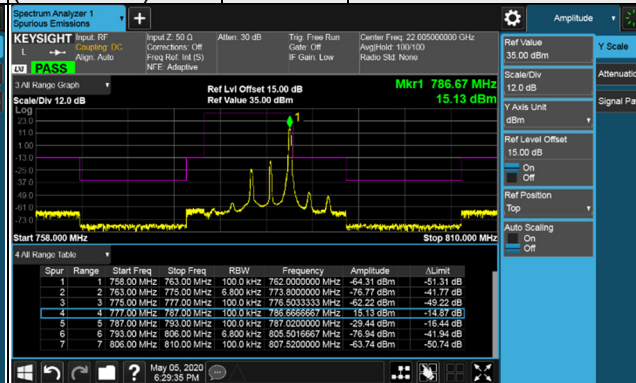 Spectrum Analyzer 1
Spurious Emissions
Amplitude
KEYSIGHT
L
Input: RF
Coupling: DC
Align: Auto
Input Z: 50 Ω
Corrections: Off
Freq Ref: Int (S)
NFE: Adaptive
Atten: 30 dB
Trig: Free Run
Gate: Off
IF Gain: Low
Center Freq: 22.005000000 GHz
Avg|Hold: 100/100
Radio Std: None
LXI PASS
3 All Range Graph
Scale/Div 12.0 dB
Ref Lvl Offset 15.00 dB
Ref Value 35.00 dBm
Mkr1 786.67 MHz
15.13 dBm
Log
23.0
11.0
1.00
-13.0
-25.0
-37.0
-49.0
-61.0
-73.0
1
Start 758.000 MHz
Stop 810.000 MHz
4 All Range Table
Spur Range Start Freq Stop Freq RBW Frequency Amplitude ΔLimit
1 1 758.00 MHz 763.00 MHz 100.0 kHz 762.0000000 MHz -64.31 dBm -51.31 dB
2 2 763.00 MHz 775.00 MHz 6.800 kHz 773.8000000 MHz -76.77 dBm -41.77 dB
3 3 775.00 MHz 777.00 MHz 100.0 kHz 776.5033333 MHz -62.22 dBm -49.22 dB
4 4 777.00 MHz 787.00 MHz 100.0 kHz 786.6666667 MHz 15.13 dBm -14.87 dB
5 5 787.00 MHz 793.00 MHz 100.0 kHz 787.0200000 MHz -29.44 dBm -16.44 dB
6 6 793.00 MHz 806.00 MHz 6.800 kHz 805.5016667 MHz -76.94 dBm -41.94 dB
7 7 806.00 MHz 810.00 MHz 100.0 kHz 807.5200000 MHz -63.74 dBm -50.74 dB
May 05, 2020
6:29:35 PM
Ref Value
35.00 dBm
Scale/Div
12.0 dB
Y Axis Unit
dBm
Ref Level Offset
15.00 dB
On
Off
Ref Position
Top
Auto Scaling
On
Off
Y Scale
Attenuatio
Signal Pa